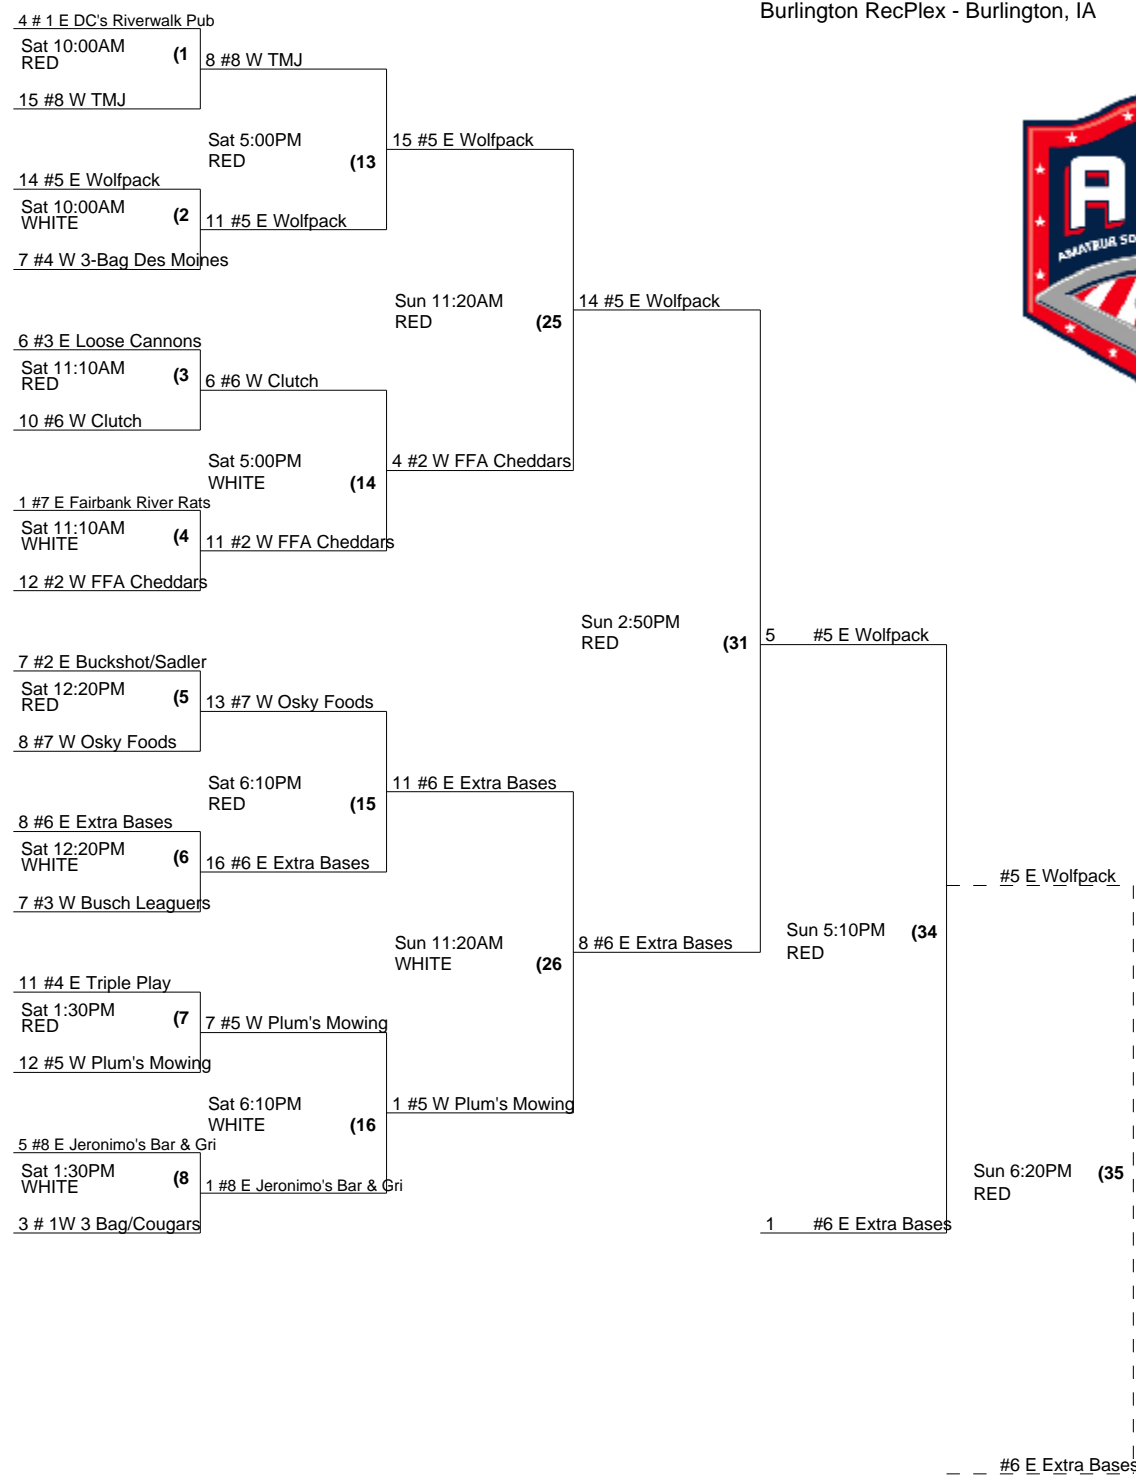 Burlington RecPlex - Burlington, IA
4 # 1 E DC's Riverwalk Pub
Sat 10:00AM
RED
(1
8 #8 W TMJ
15 #8 W TMJ
Sat 5:00PM
RED
(13
15 #5 E Wolfpack
14 #5 E Wolfpack
Sat 10:00AM
WHITE
(2
11 #5 E Wolfpack
7 #4 W 3-Bag Des Moines
Sun 11:20AM
RED
(25
14 #5 E Wolfpack
6 #3 E Loose Cannons
Sat 11:10AM
RED
(3
6 #6 W Clutch
10 #6 W Clutch
Sat 5:00PM
WHITE
(14
4 #2 W FFA Cheddars
1 #7 E Fairbank River Rats
Sat 11:10AM
WHITE
(4
11 #2 W FFA Cheddars
12 #2 W FFA Cheddars
Sun 2:50PM
RED
(31
5 #5 E Wolfpack
7 #2 E Buckshot/Sadler
Sat 12:20PM
RED
(5
13 #7 W Osky Foods
8 #7 W Osky Foods
Sat 6:10PM
RED
(15
11 #6 E Extra Bases
8 #6 E Extra Bases
Sat 12:20PM
WHITE
(6
16 #6 E Extra Bases
7 #3 W Busch Leaguers
#5 E Wolfpack
Sun 11:20AM
WHITE
(26
8 #6 E Extra Bases
Sun 5:10PM
RED
(34
11 #4 E Triple Play
Sat 1:30PM
RED
(7
7 #5 W Plum's Mowing
12 #5 W Plum's Mowing
Sat 6:10PM
WHITE
(16
1 #5 W Plum's Mowing
5 #8 E Jeronimo's Bar & Gri
Sat 1:30PM
WHITE
(8
1 #8 E Jeronimo's Bar & Gri
3 # 1W 3 Bag/Cougars
Sun 6:20PM
RED
(35
1 #6 E Extra Bases
#6 E Extra Bases
A
AMATEUR SO